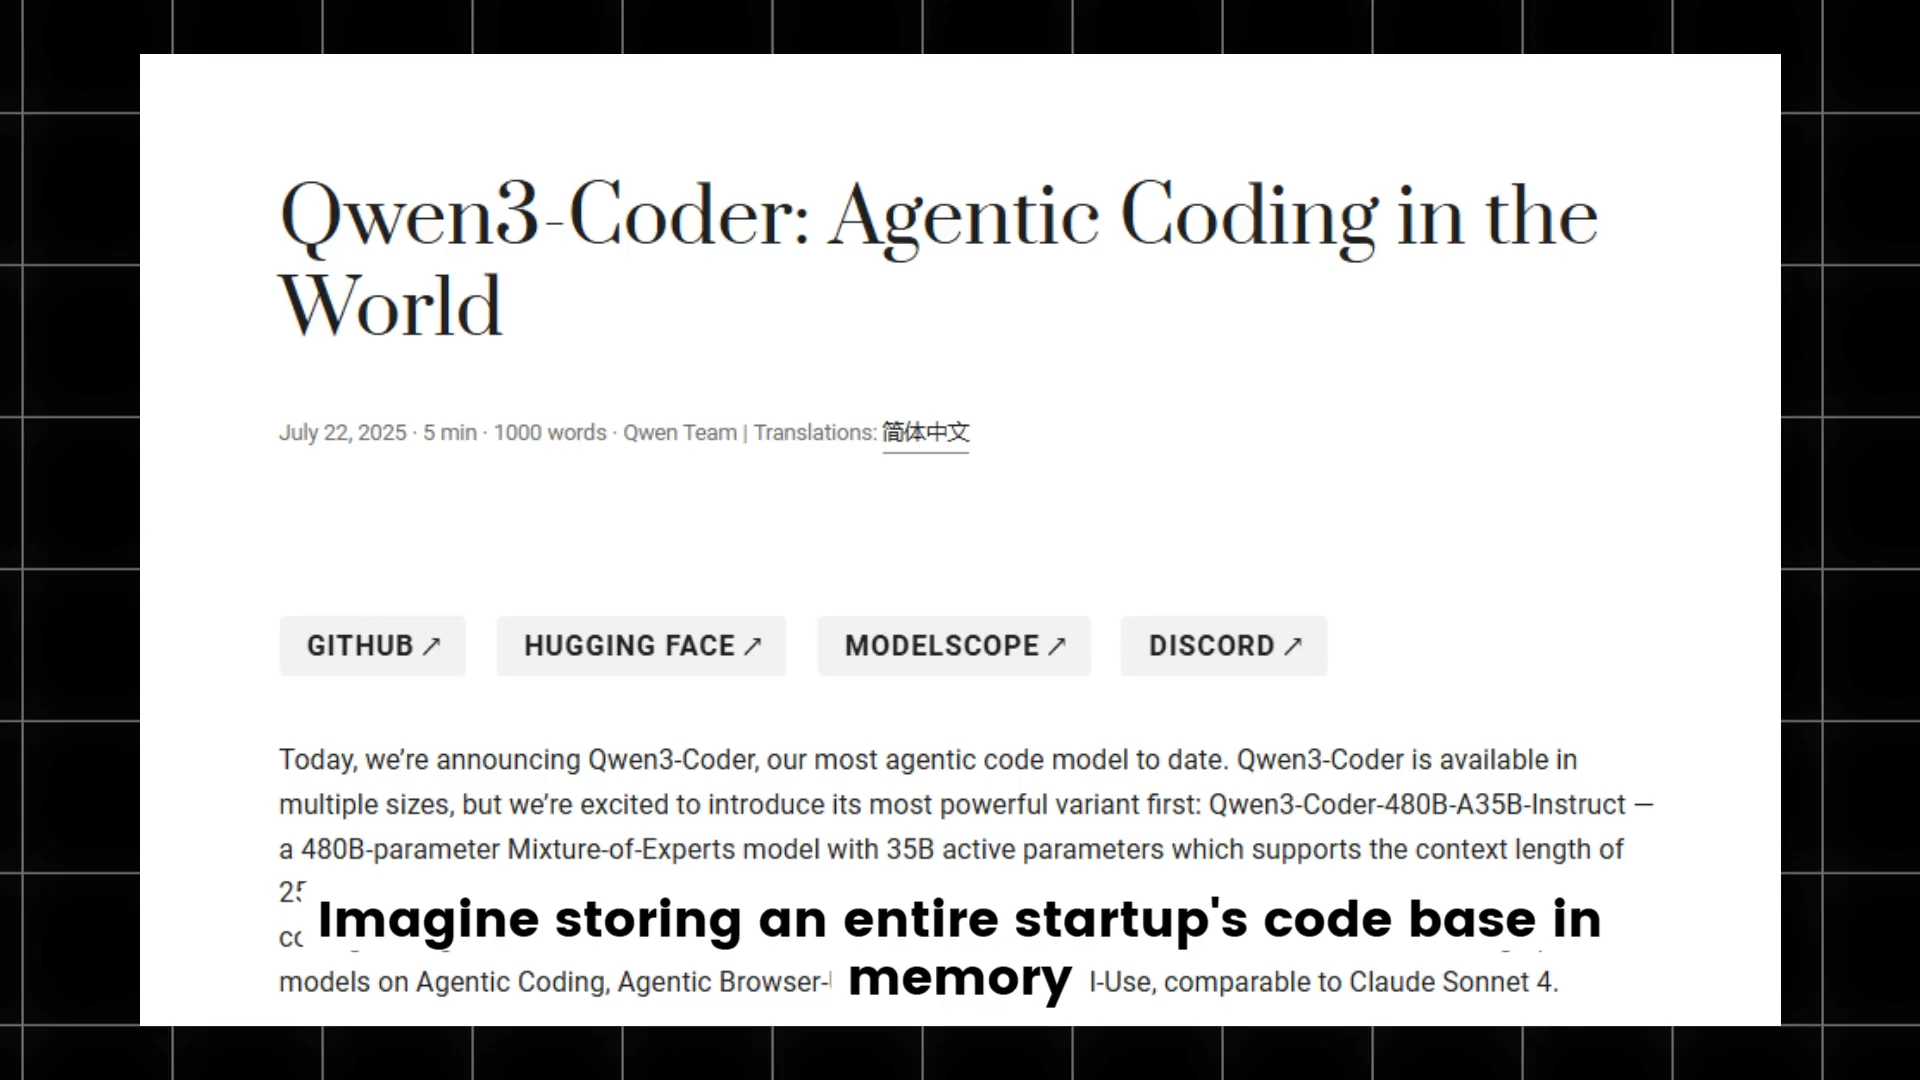 Qwen3-Coder: Agentic Coding in the
World
July 22, 2025 · 5 min · 1000 words · Qwen Team | Translations: 简体中文
GITHUB ↗ HUGGING FACE ↗ MODELSCOPE ↗ DISCORD ↗
Today, we’re announcing Qwen3-Coder, our most agentic code model to date. Qwen3-Coder is available in
multiple sizes, but we’re excited to introduce its most powerful variant first: Qwen3-Coder-480B-A35B-Instruct —
a 480B-parameter Mixture-of-Experts model with 35B active parameters which supports the context length of
models on Agentic Coding, Agentic Browser- l-Use, comparable to Claude Sonnet 4.
Imagine storing an entire startup's code base in
memory